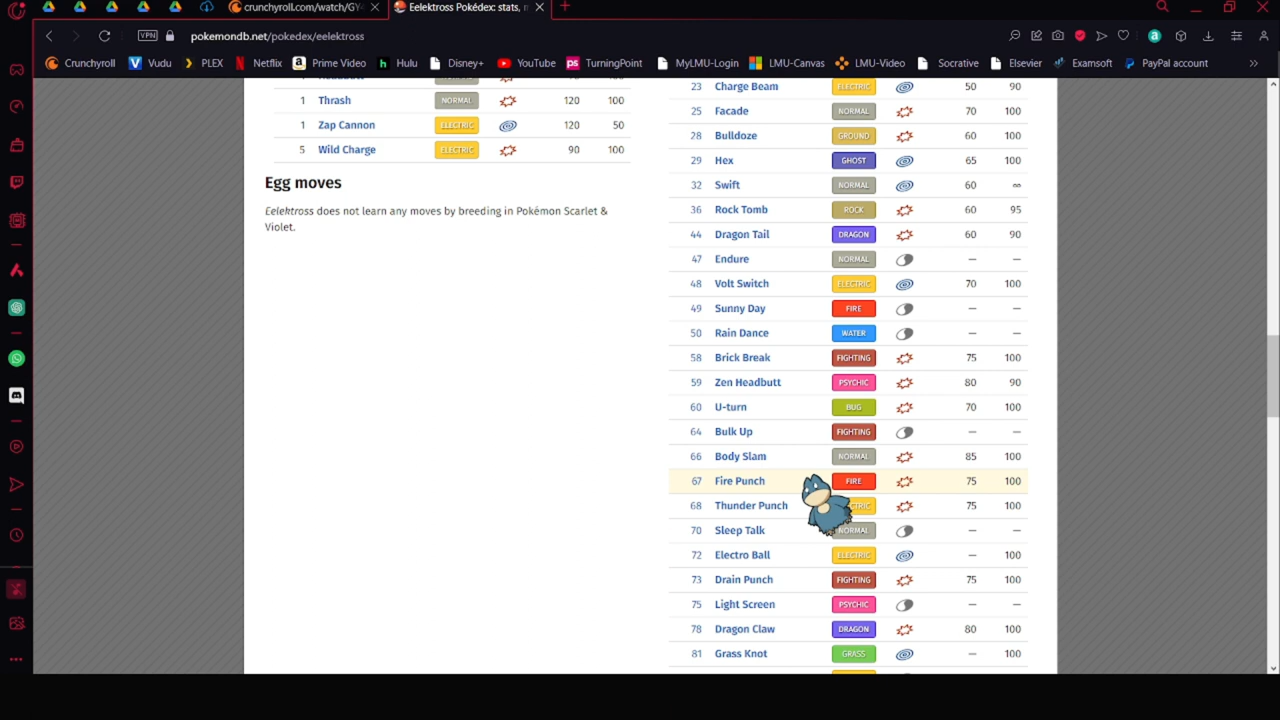 crunchyroll.com/watch/GY4
Eelektross Pokédex: stats, m
VPN pokemondb.net/pokedex/eelektross
Crunchyroll Vudu PLEX Netflix Prime Video Hulu Disney+ YouTube TurningPoint MyLMU-Login LMU-Canvas LMU-Video Socrative Elsevier Examsoft PayPal account »
1 Thrash NORMAL 120 100
1 Zap Cannon ELECTRIC 120 50
5 Wild Charge ELECTRIC 90 100
Egg moves
Eelektross does not learn any moves by breeding in Pokémon Scarlet &
Violet.
23 Charge Beam ELECTRIC 50 90
25 Facade NORMAL 70 100
28 Bulldoze GROUND 60 100
29 Hex GHOST 65 100
32 Swift NORMAL 60 ∞
36 Rock Tomb ROCK 60 95
44 Dragon Tail DRAGON 60 90
47 Endure NORMAL — —
48 Volt Switch ELECTRIC 70 100
49 Sunny Day FIRE — —
50 Rain Dance WATER — —
58 Brick Break FIGHTING 75 100
59 Zen Headbutt PSYCHIC 80 90
60 U-turn BUG 70 100
64 Bulk Up FIGHTING — —
66 Body Slam NORMAL 85 100
67 Fire Punch FIRE 75 100
68 Thunder Punch CTRIC 75 100
70 Sleep Talk NORMAL — —
72 Electro Ball ELECTRIC — 100
73 Drain Punch FIGHTING 75 100
75 Light Screen PSYCHIC — —
78 Dragon Claw DRAGON 80 100
81 Grass Knot GRASS — 100